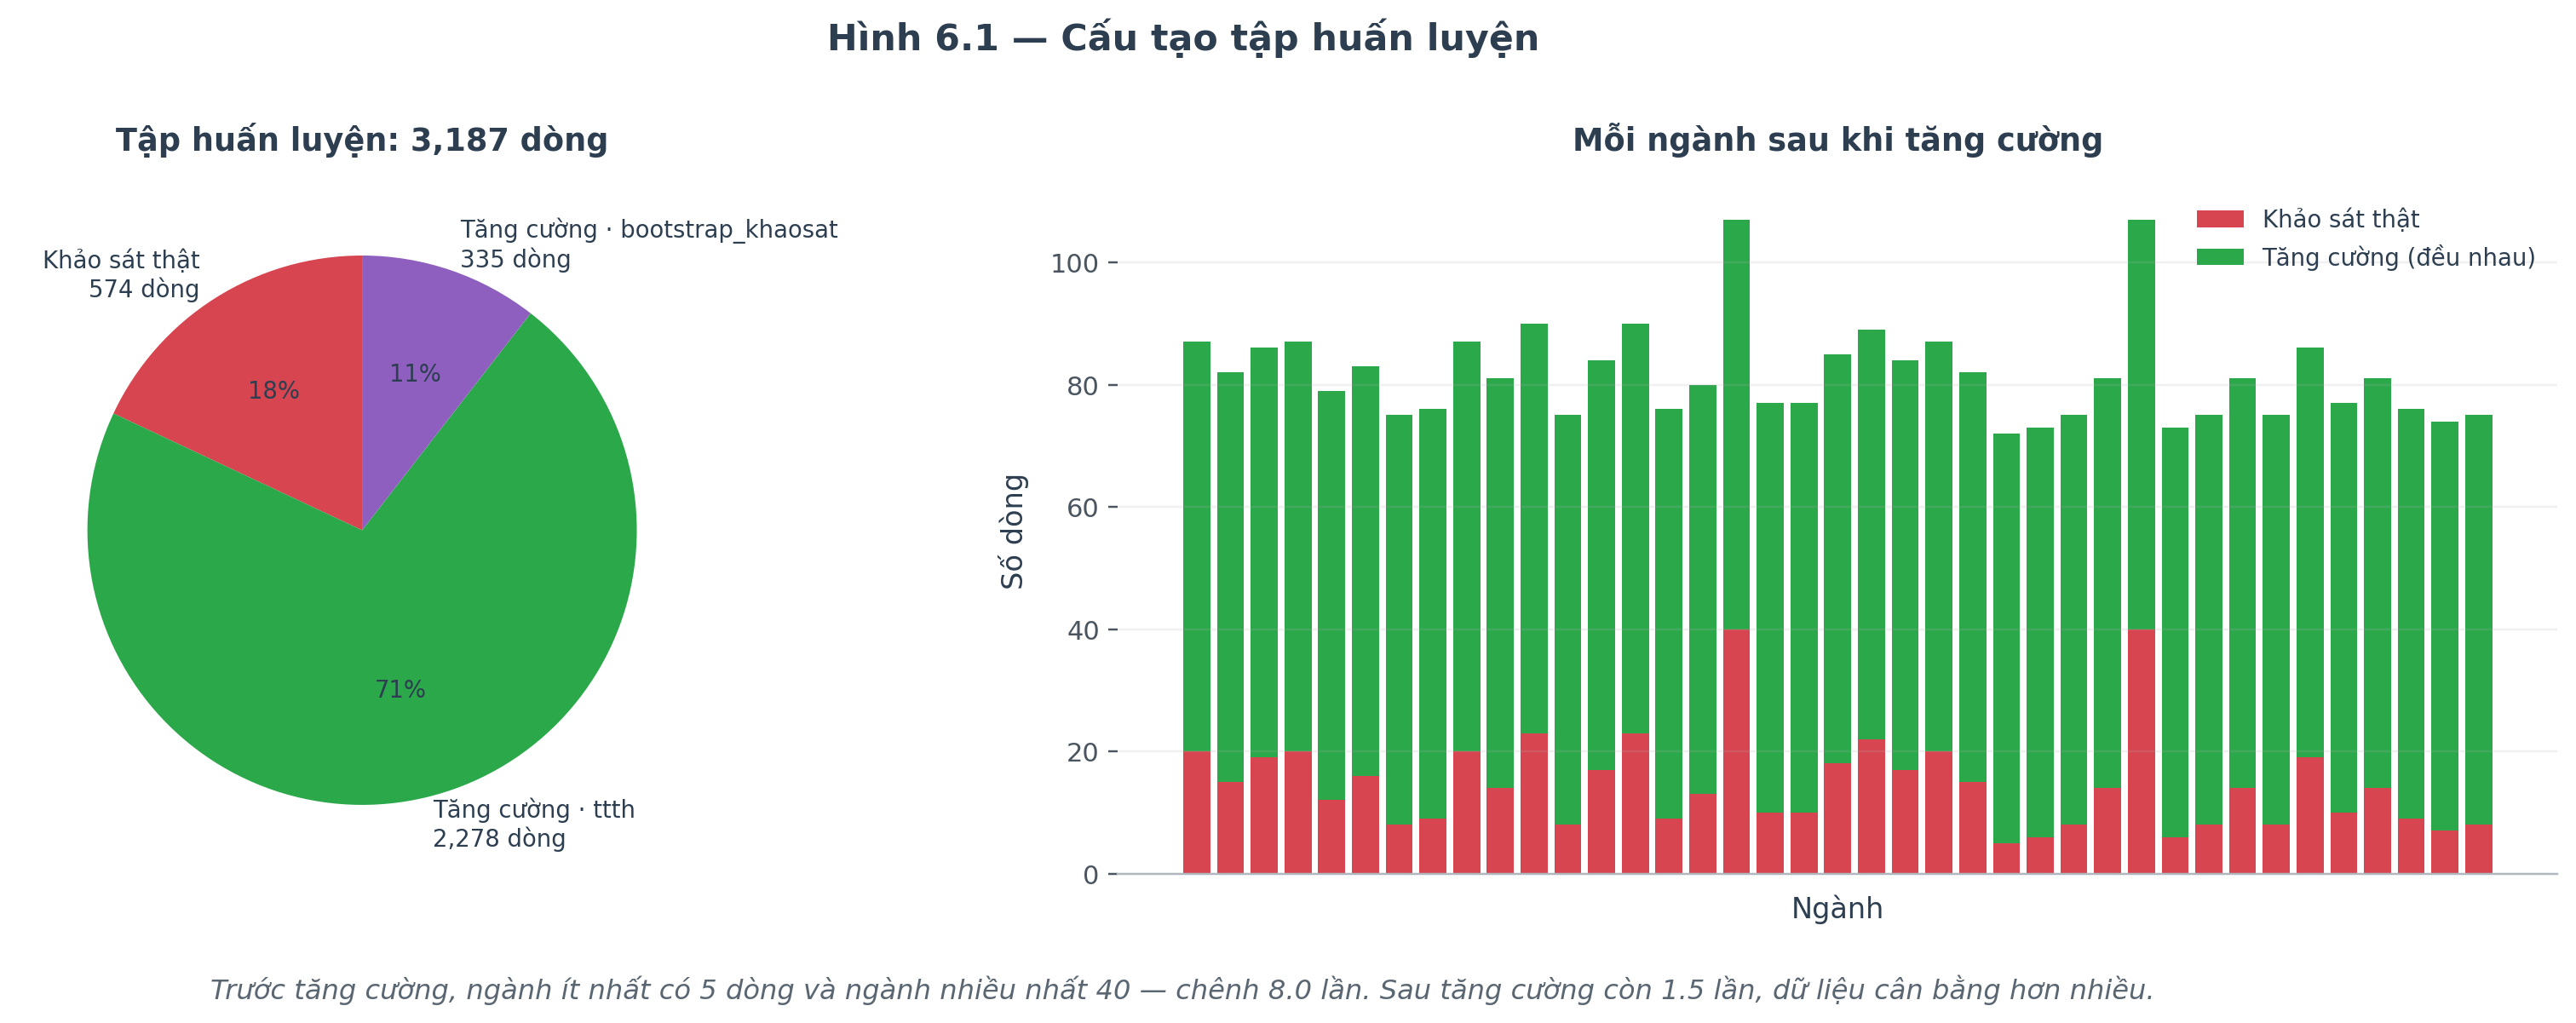 Hình 6.1 — Cấu tạo tập huấn luyện
Tập huấn luyện: 3,187 dòng
Khảo sát thật
574 dòng
Tăng cường · bootstrap_khaosat
335 dòng
18%
11%
71%
Tăng cường · ttth
2,278 dòng
Mỗi ngành sau khi tăng cường
Khảo sát thật
Tăng cường (đều nhau)
100
80
60
40
20
0
Số dòng
Ngành
Trước tăng cường, ngành ít nhất có 5 dòng và ngành nhiều nhất 40 — chênh 8.0 lần. Sau tăng cường còn 1.5 lần, dữ liệu cân bằng hơn nhiều.